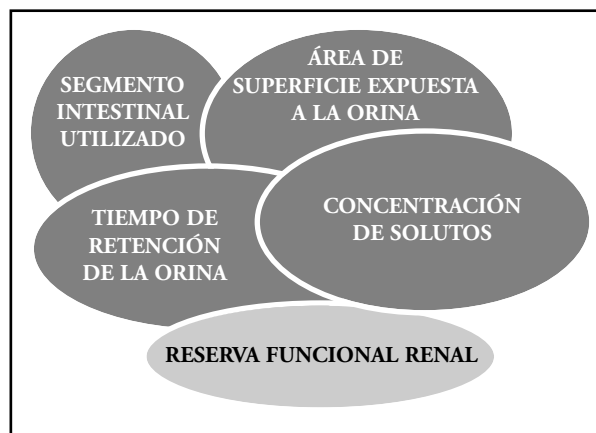 SEGMENTO
INTESTINAL
UTILIZADO
ÁREA DE
SUPERFICIE EXPUESTA
A LA ORINA
TIEMPO DE
RETENCIÓN
DE LA ORINA
CONCENTRACIÓN
DE SOLUTOS
RESERVA FUNCIONAL RENAL